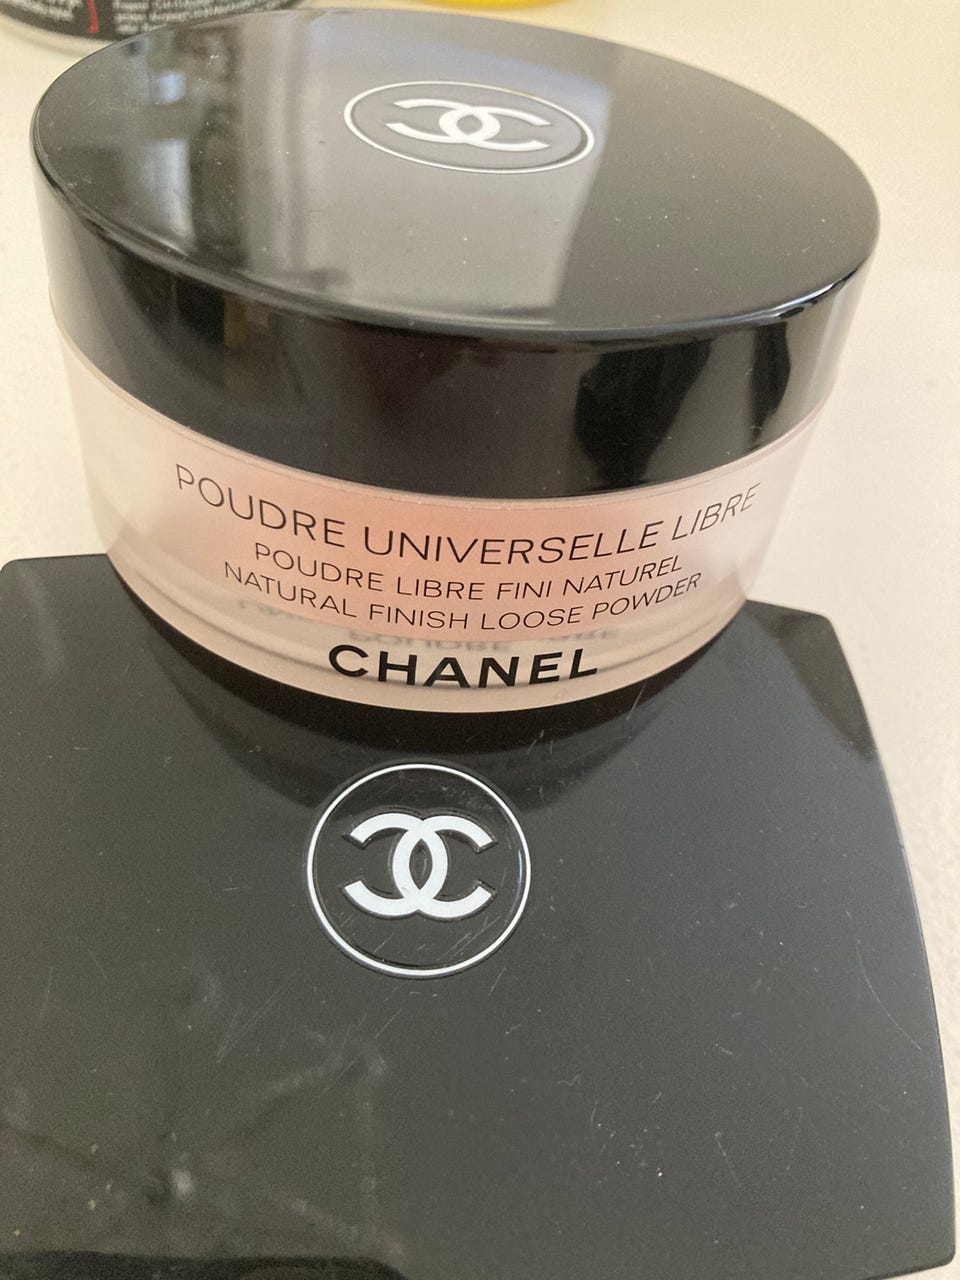 POUDRE UNIVERSELLE LIBRE
POUDRE LIBRE FINI NATUREL
NATURAL FINISH LOOSE POWDER
CHANEL